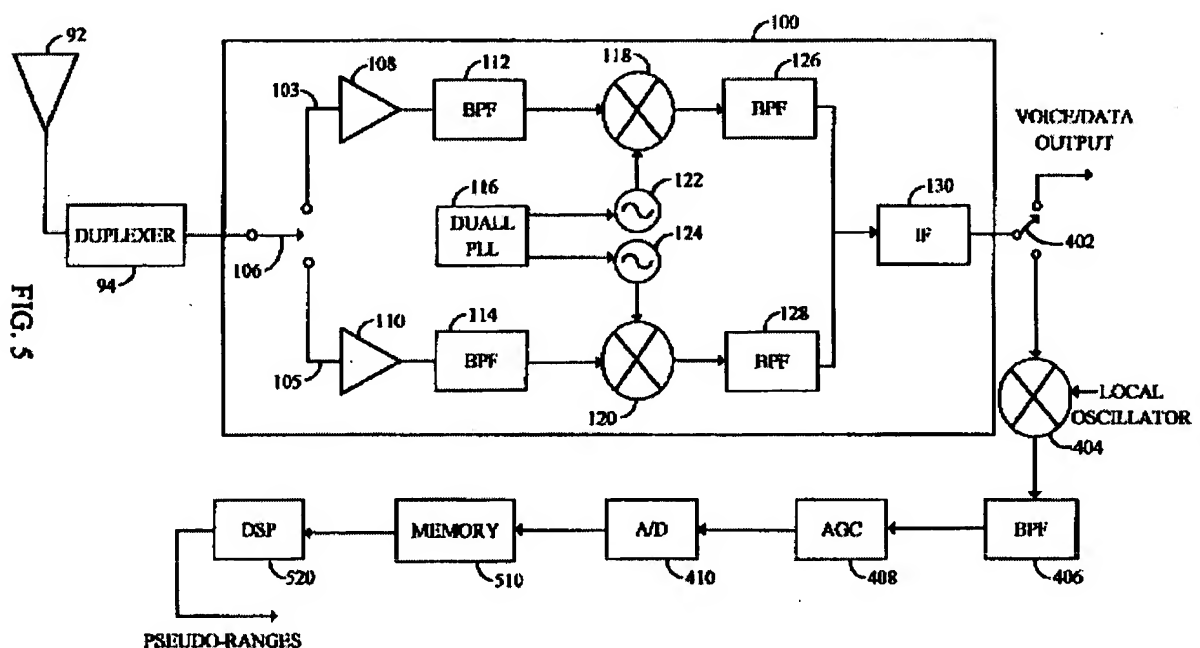 92
100
108
112
118
126
103
BPF
BPF
VOICE/DATA
OUTPUT
116
122
130
DUPLEXER
DUALL
PLL
124
IF
402
106
94
FIG. 5
110
114
128
BPF
BPF
105
120
LOCAL
OSCILLATOR
404
DSP
MEMORY
A/D
AGC
BPF
520
510
410
408
406
PSEUDO-RANGES